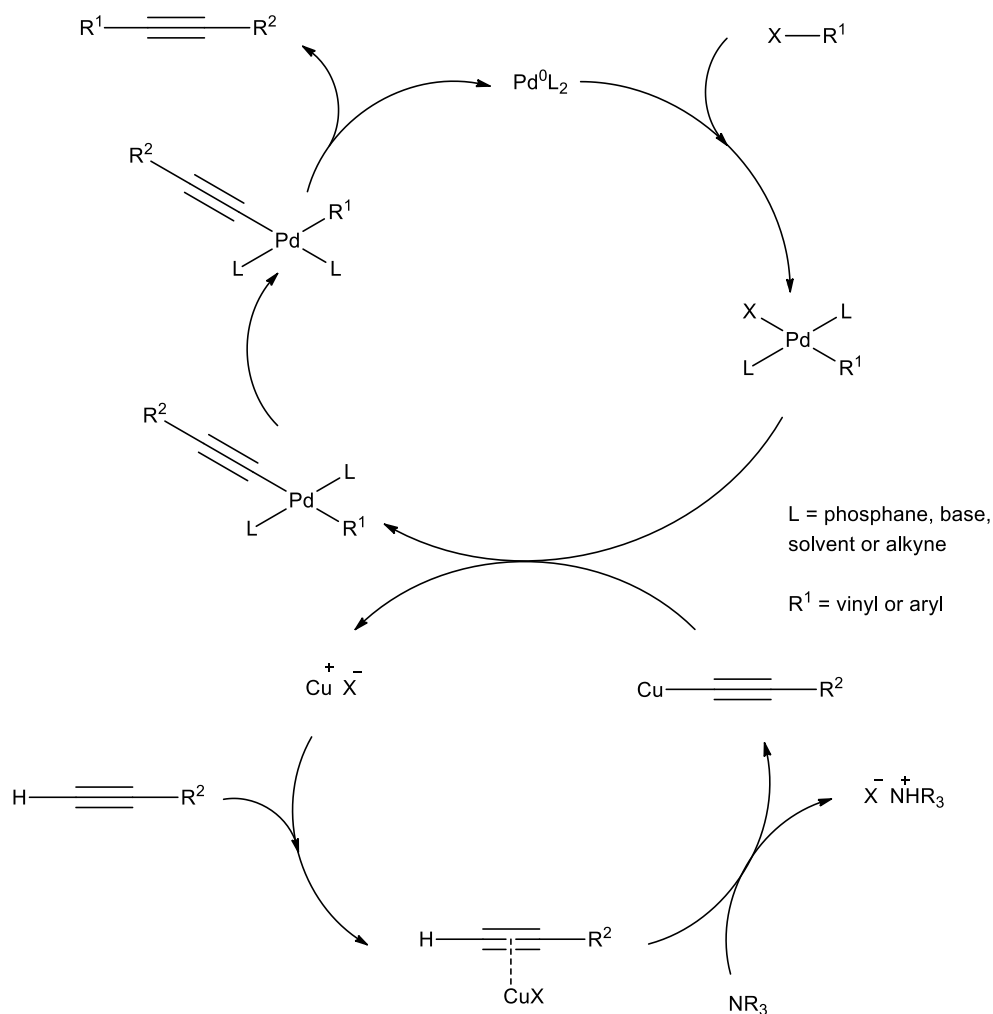 R¹ R²
X R¹
Pd⁰L₂
R²
R¹
Pd
L L
X L
Pd
L R¹
R²
L
Pd
L
R¹
L = phosphane, base,
solvent or alkyne
R¹ = vinyl or aryl
Cu⁺ X⁻
Cu R²
H R²
X⁻ N⁺HR₃
H R²
CuX
NR₃